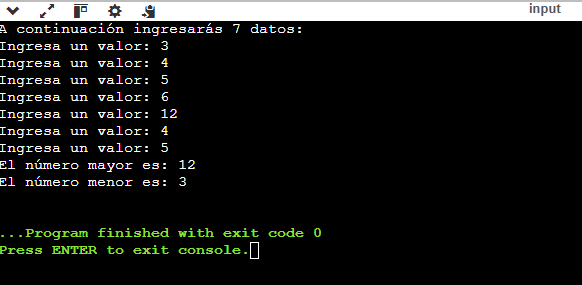 input
A continuación ingresarás 7 datos:
Ingresa un valor: 3
Ingresa un valor: 4
Ingresa un valor: 5
Ingresa un valor: 6
Ingresa un valor: 12
Ingresa un valor: 4
Ingresa un valor: 5
El número mayor es: 12
El número menor es: 3
...Program finished with exit code 0
Press ENTER to exit console.